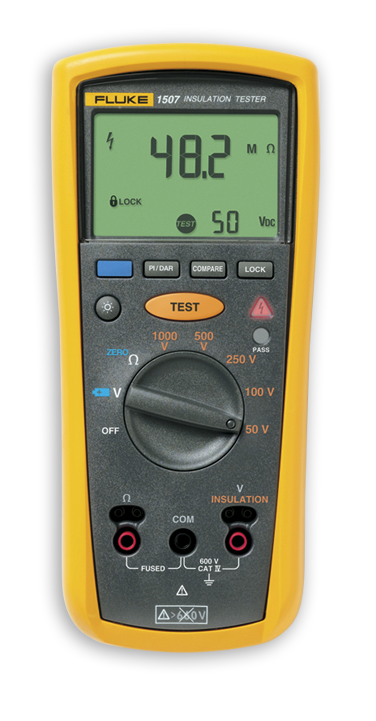 FLUKE 1507 INSULATION TESTER
48.2 M Ω
LOCK
TEST 50 VDC
PI/DAR COMPARE LOCK
TEST
PASS
1000 V
500 V
ZERO Ω
250 V
V
100 V
OFF
50 V
Ω
COM
V
INSULATION
FUSED
600 V
CAT IV